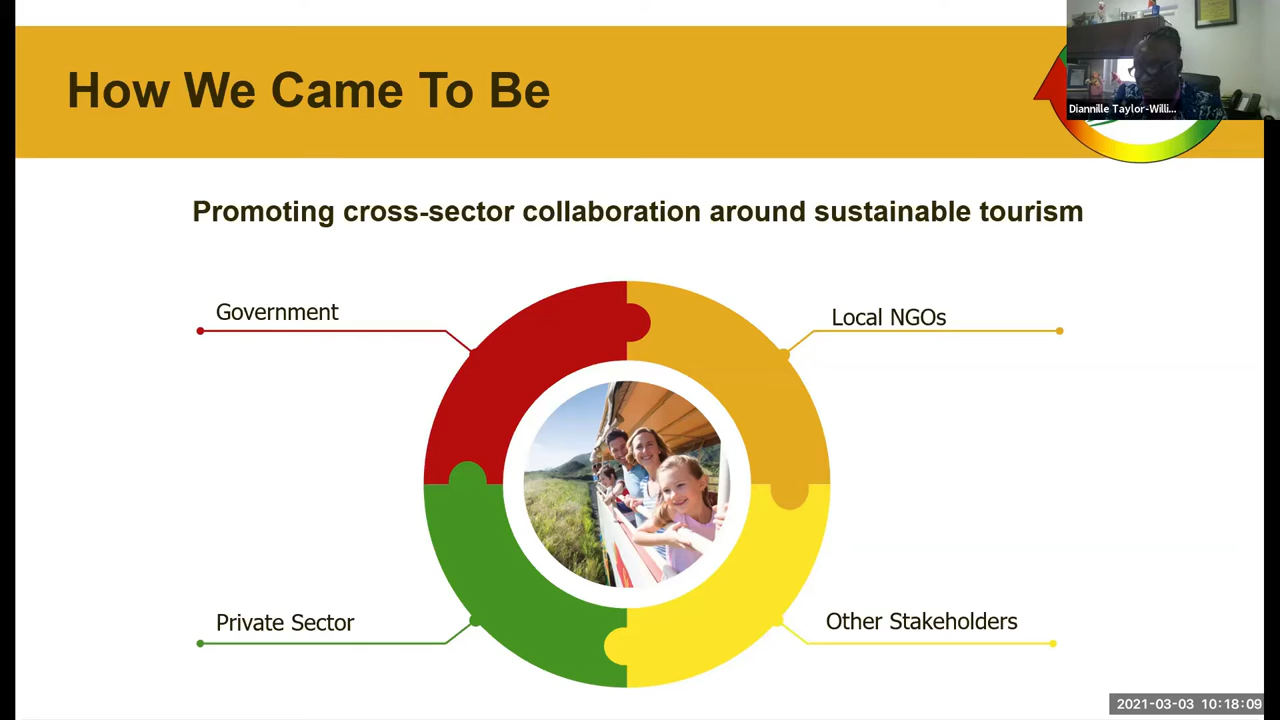 How We Came To Be
Diannille Taylor-Willi...
Promoting cross-sector collaboration around sustainable tourism
Government
Local NGOs
Private Sector
Other Stakeholders
2021-03-03 10:18:09